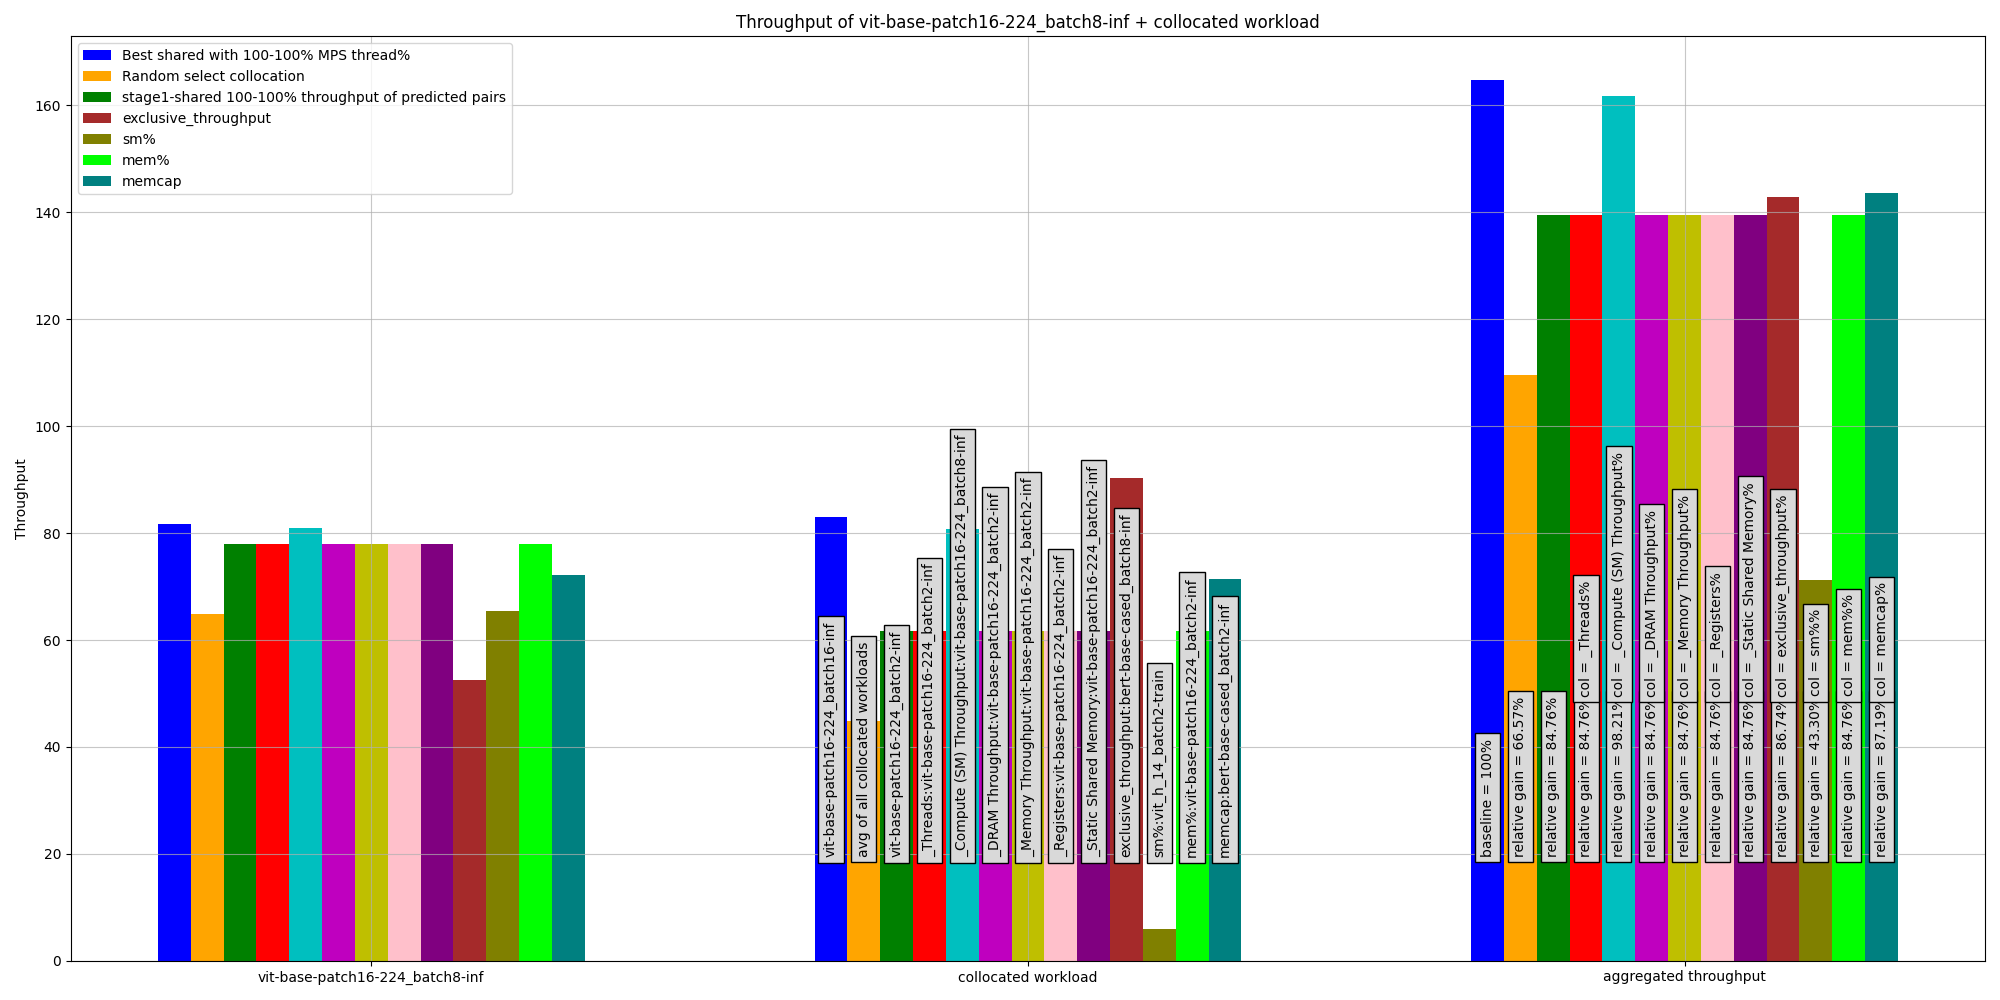 Throughput of vit-base-patch16-224_batch8-inf + collocated workload
Best shared with 100-100% MPS thread%
Random select collocation
stage1-shared 100-100% throughput of predicted pairs
exclusive_throughput
sm%
mem%
memcap
Throughput
160
140
120
100
80
60
40
20
0
vit-base-patch16-224_batch16-inf
avg of all collocated workloads
vit-base-patch16-224_batch2-inf
_Threads:vit-base-patch16-224_batch2-inf
_Compute (SM) Throughput:vit-base-patch16-224_batch8-inf
_DRAM Throughput:vit-base-patch16-224_batch2-inf
_Memory Throughput:vit-base-patch16-224_batch2-inf
_Registers:vit-base-patch16-224_batch2-inf
_Static Shared Memory:vit-base-patch16-224_batch2-inf
exclusive_throughput:bert-base-cased_batch8-inf
sm%:vit_h_14_batch2-train
mem%:vit-base-patch16-224_batch2-inf
memcap:bert-base-cased_batch2-inf
baseline = 100%
relative gain = 66.57%
relative gain = 84.76%
relative gain = 84.76% col = _Threads%
relative gain = 98.21% col = _Compute (SM) Throughput%
relative gain = 84.76% col = _DRAM Throughput%
relative gain = 84.76% col = _Memory Throughput%
relative gain = 84.76% col = _Registers%
relative gain = 84.76% col = _Static Shared Memory%
relative gain = 86.74% col = exclusive_throughput%
relative gain = 43.30% col = sm%%
relative gain = 84.76% col = mem%%
relative gain = 87.19% col = memcap%
vit-base-patch16-224_batch8-inf
collocated workload
aggregated throughput